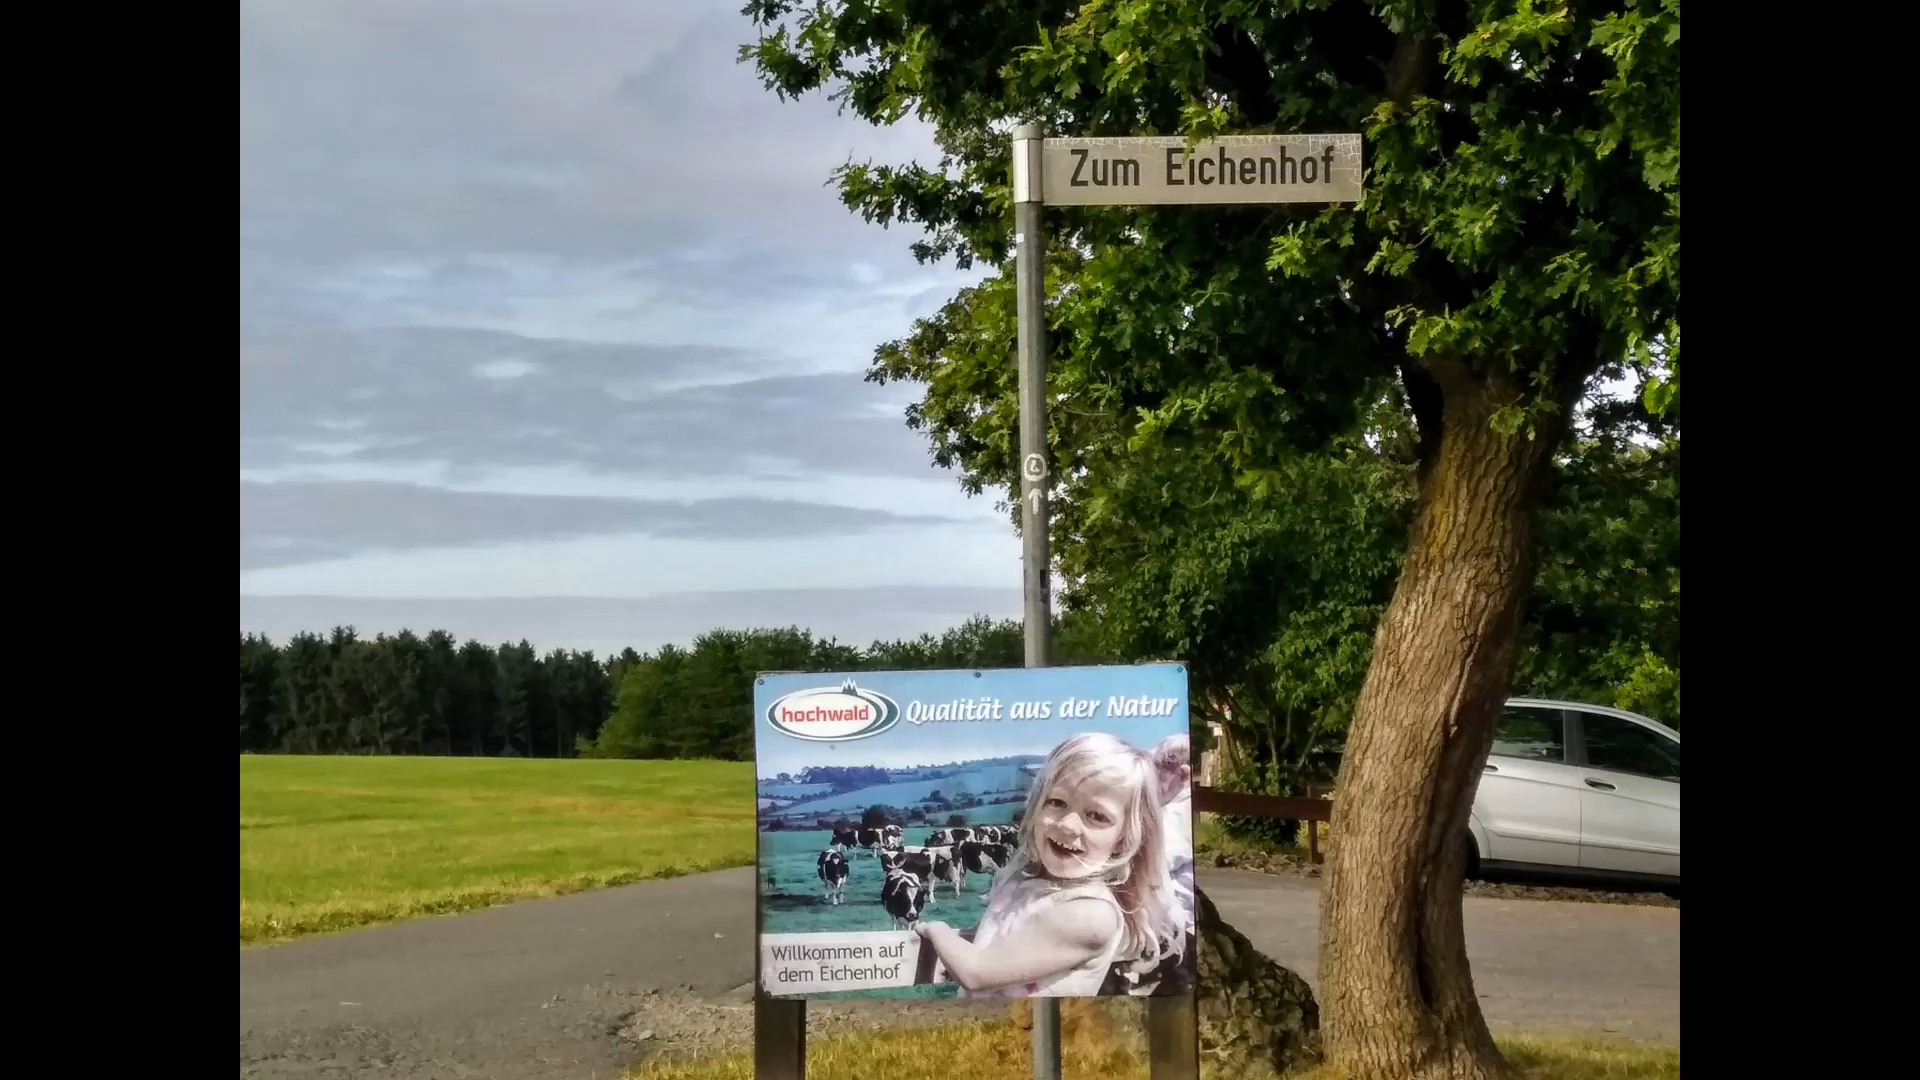 Zum Eichenhof
hochwald
Qualität aus der Natur
Willkommen auf
dem Eichenhof